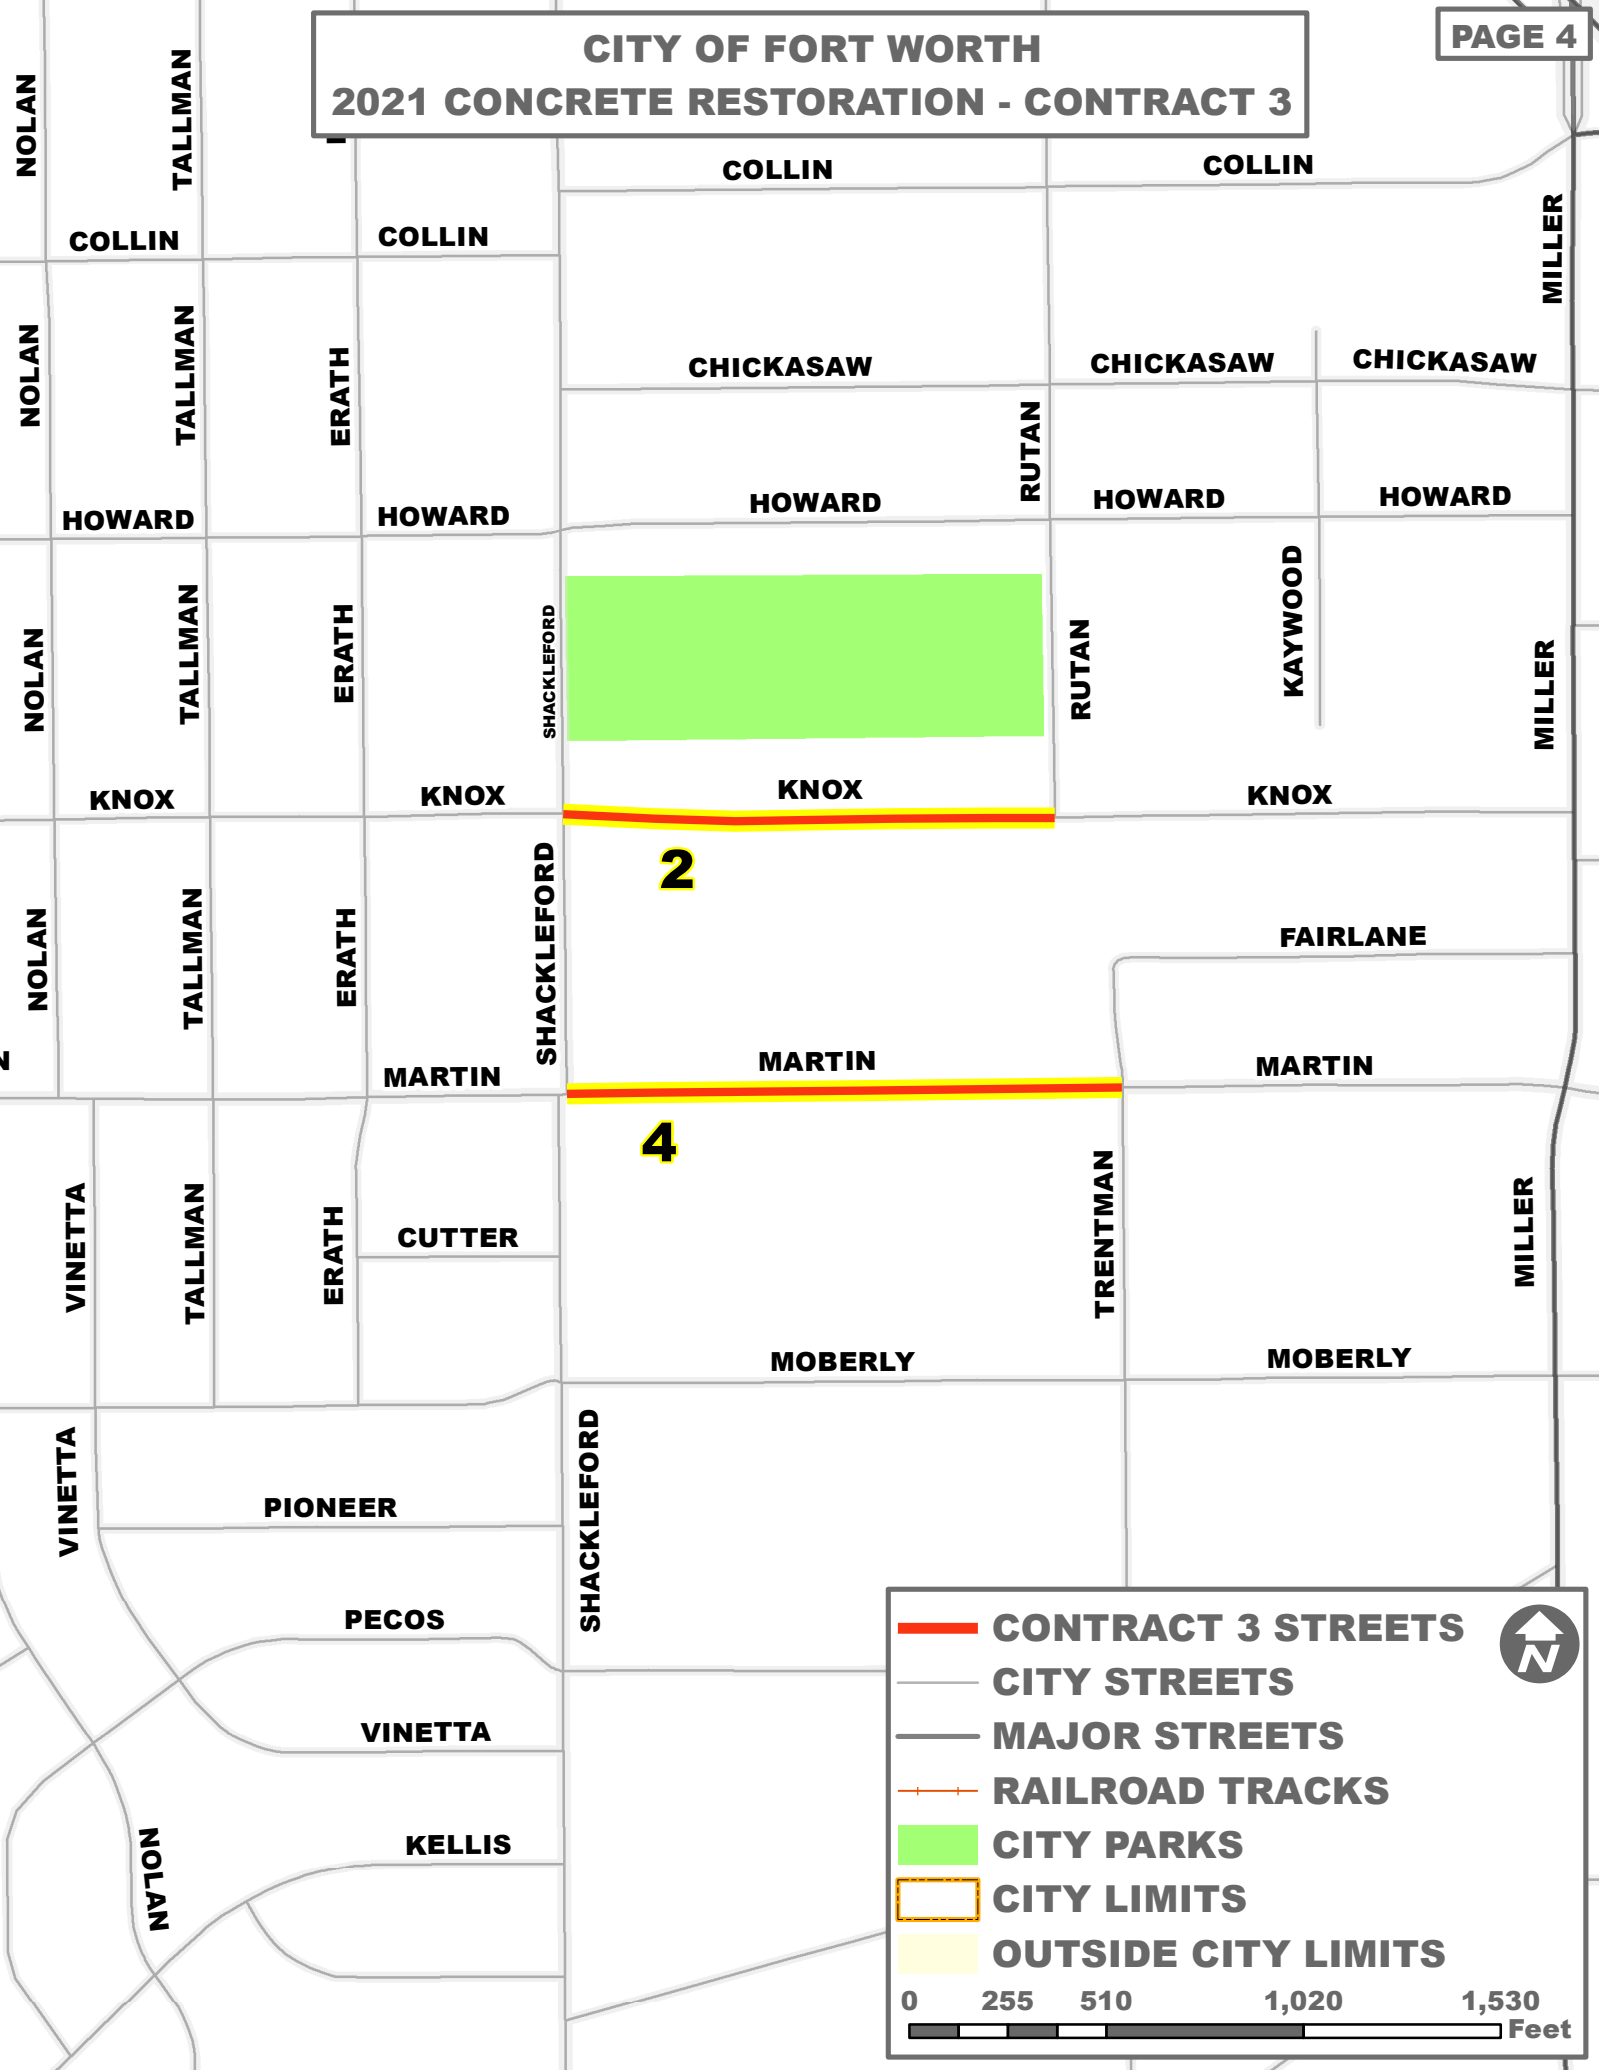 CITY OF FORT WORTH
2021 CONCRETE RESTORATION - CONTRACT 3
PAGE 4
NOLAN
TALLMAN
COLLIN
COLLIN
MILLER
COLLIN
COLLIN
NOLAN
TALLMAN
ERATH
CHICKASAW
CHICKASAW
CHICKASAW
RUTAN
HOWARD
HOWARD
HOWARD
HOWARD
HOWARD
NOLAN
TALLMAN
ERATH
SHACKLEFORD
RUTAN
KAYWOOD
MILLER
KNOX
KNOX
KNOX
KNOX
2
NOLAN
TALLMAN
ERATH
SHACKLEFORD
FAIRLANE
N
MARTIN
MARTIN
MARTIN
4
VINETTA
TALLMAN
ERATH
CUTTER
TRENTMAN
MILLER
MOBERLY
MOBERLY
VINETTA
SHACKLEFORD
PIONEER
PECOS
VINETTA
NOLAN
KELLIS
CONTRACT 3 STREETS
N
CITY STREETS
MAJOR STREETS
RAILROAD TRACKS
CITY PARKS
CITY LIMITS
OUTSIDE CITY LIMITS
0 255 510 1,020 1,530
Feet